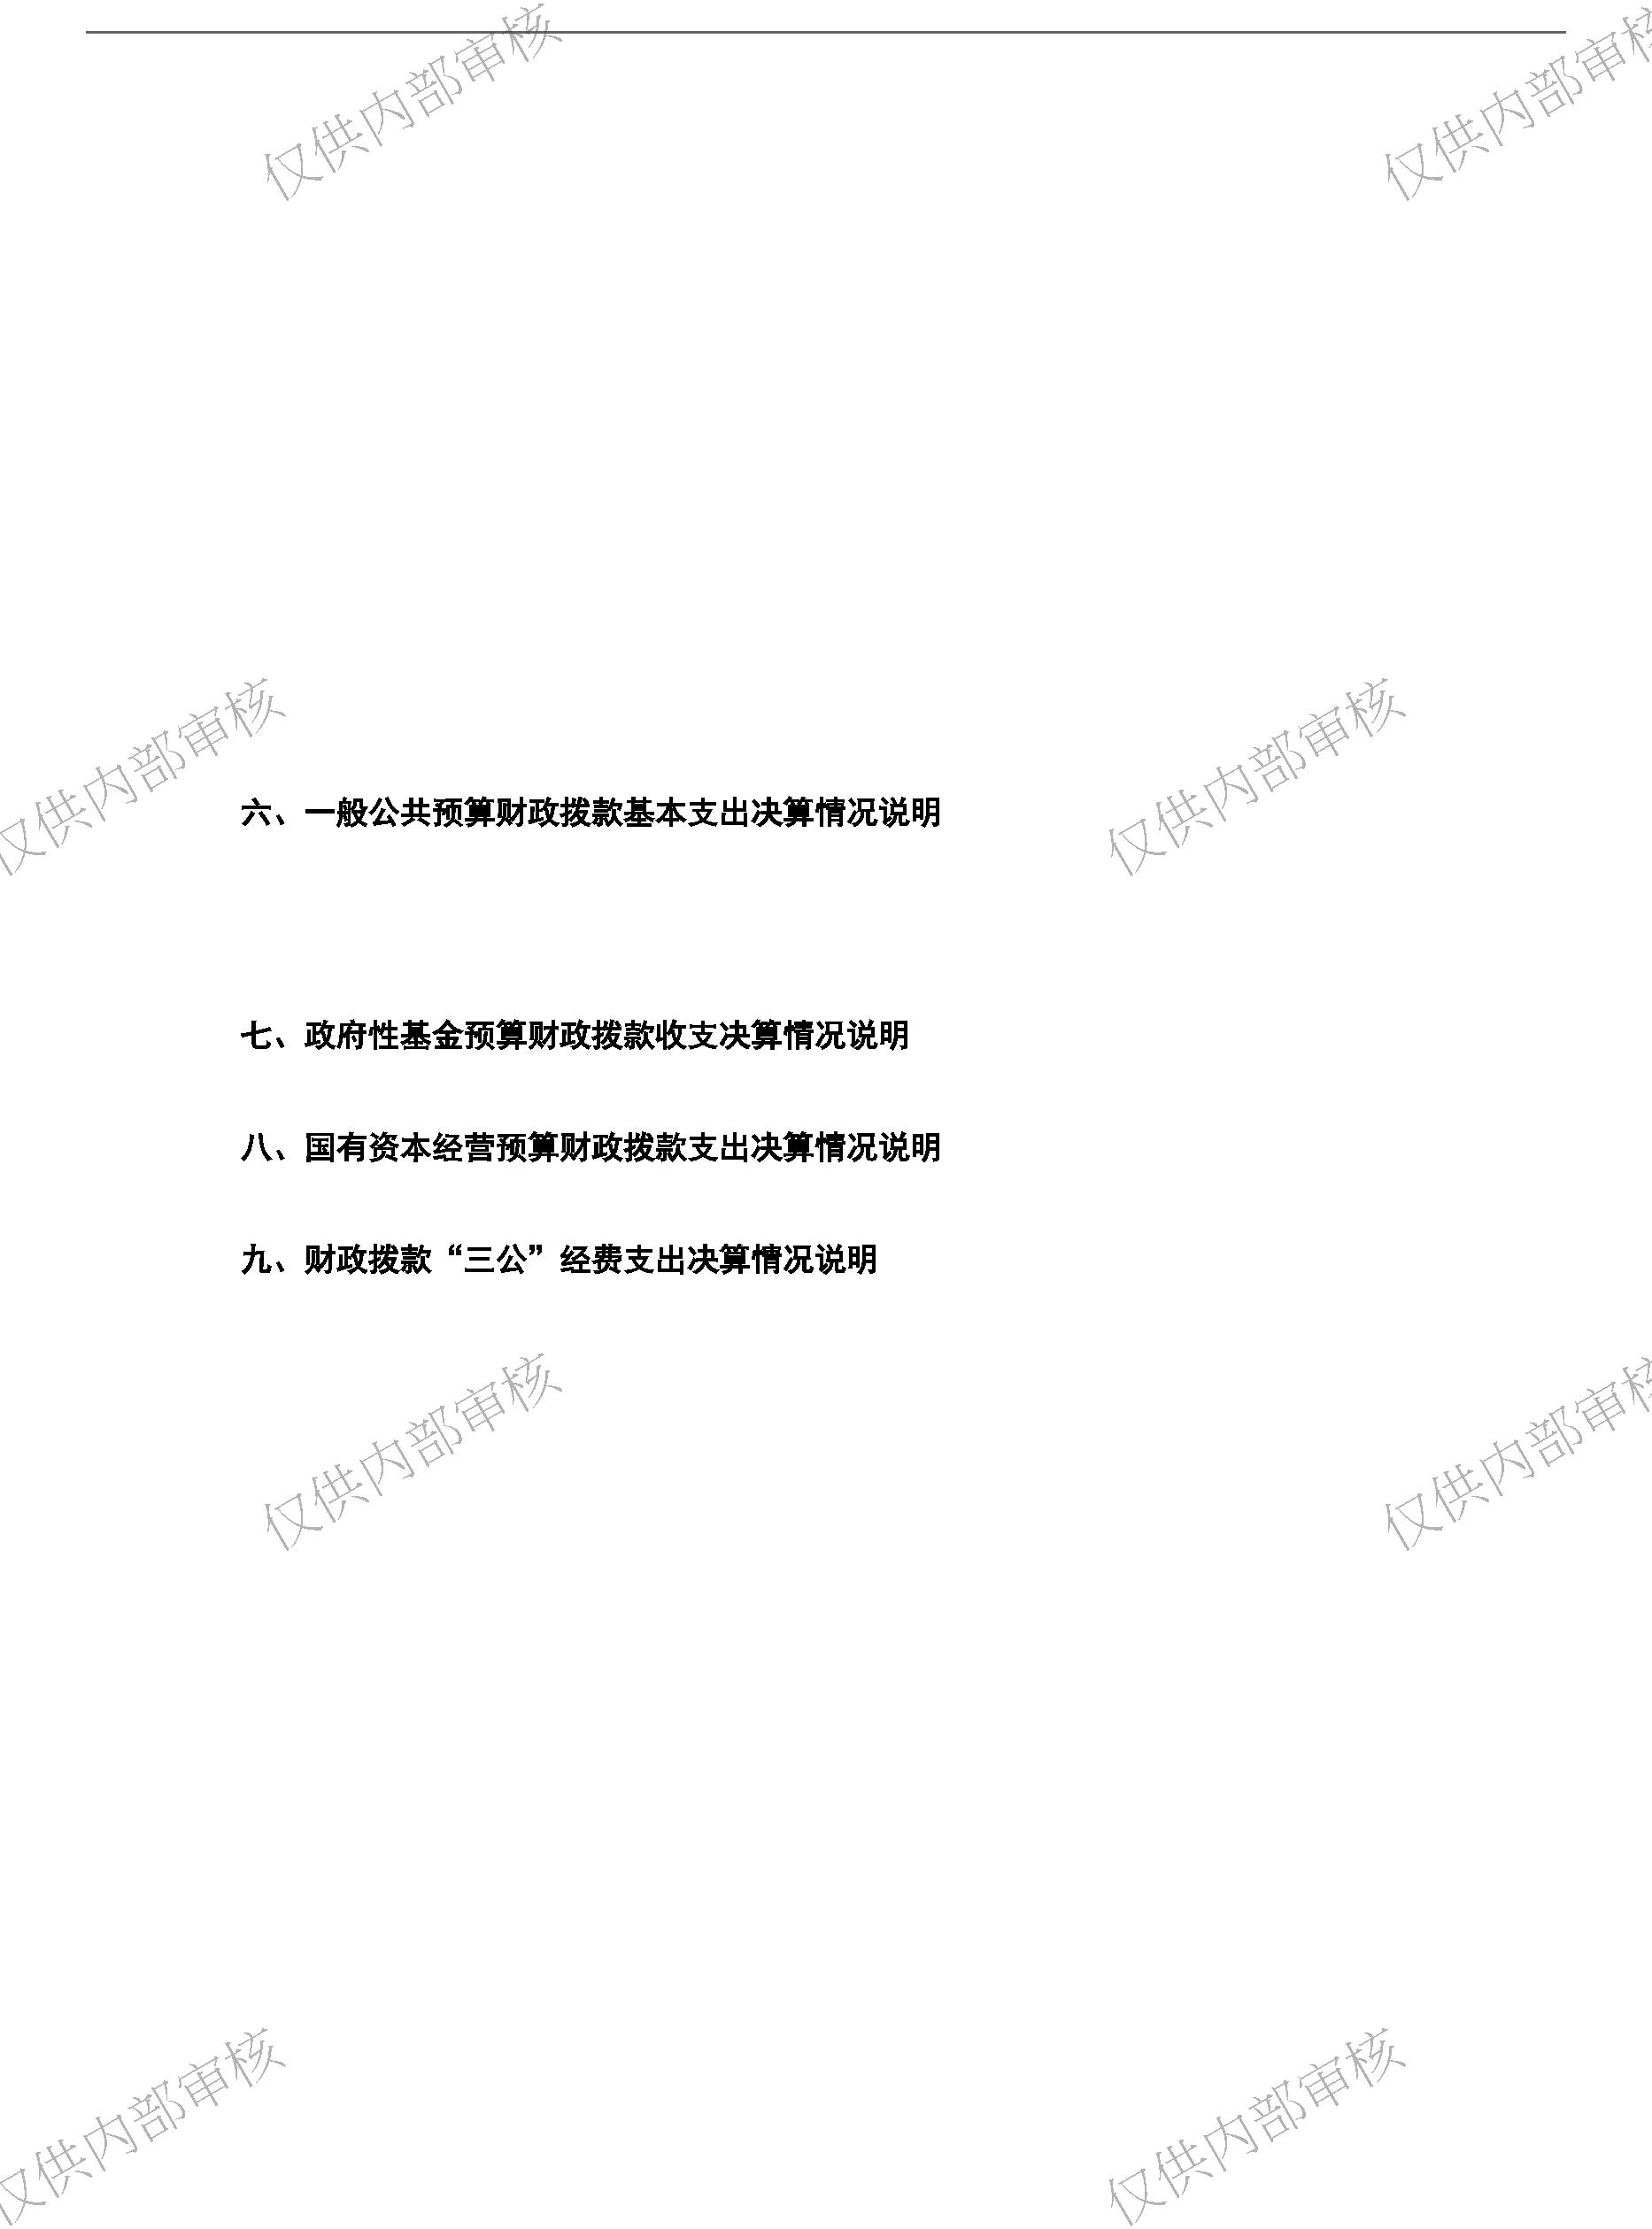 仅供内部审核
仅供内部审核
仅供内部审核
仅供内部审核
六、一般公共预算财政拨款基本支出决算情况说明
七、政府性基金预算财政拨款收支决算情况说明
八、国有资本经营预算财政拨款支出决算情况说明
九、财政拨款“三公”经费支出决算情况说明
仅供内部审核
仅供内部审核
仅供内部审核
仅供内部审核